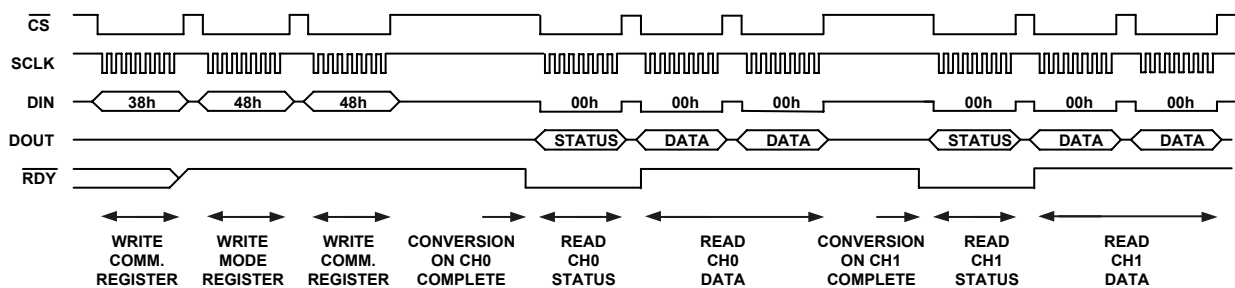 CS
SCLK
DIN 38h 48h 48h 00h 00h 00h 00h 00h 00h
DOUT STATUS DATA DATA STATUS DATA DATA
RDY
WRITE COMM. REGISTER
WRITE MODE REGISTER
WRITE COMM. REGISTER
CONVERSION ON CH0 COMPLETE
READ CH0 STATUS
READ CH0 DATA
CONVERSION ON CH1 COMPLETE
READ CH1 STATUS
READ CH1 DATA